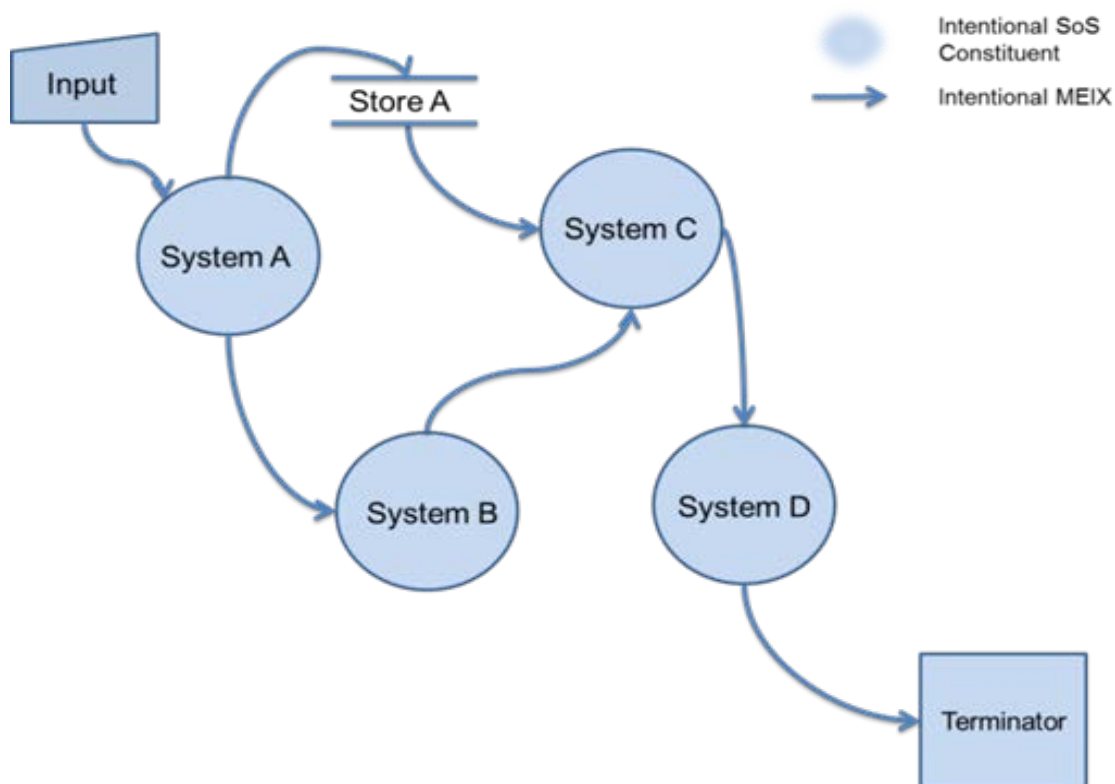 Input
Store A
Intentional SoS
Constituent
Intentional MEIX
System A
System C
System B
System D
Terminator